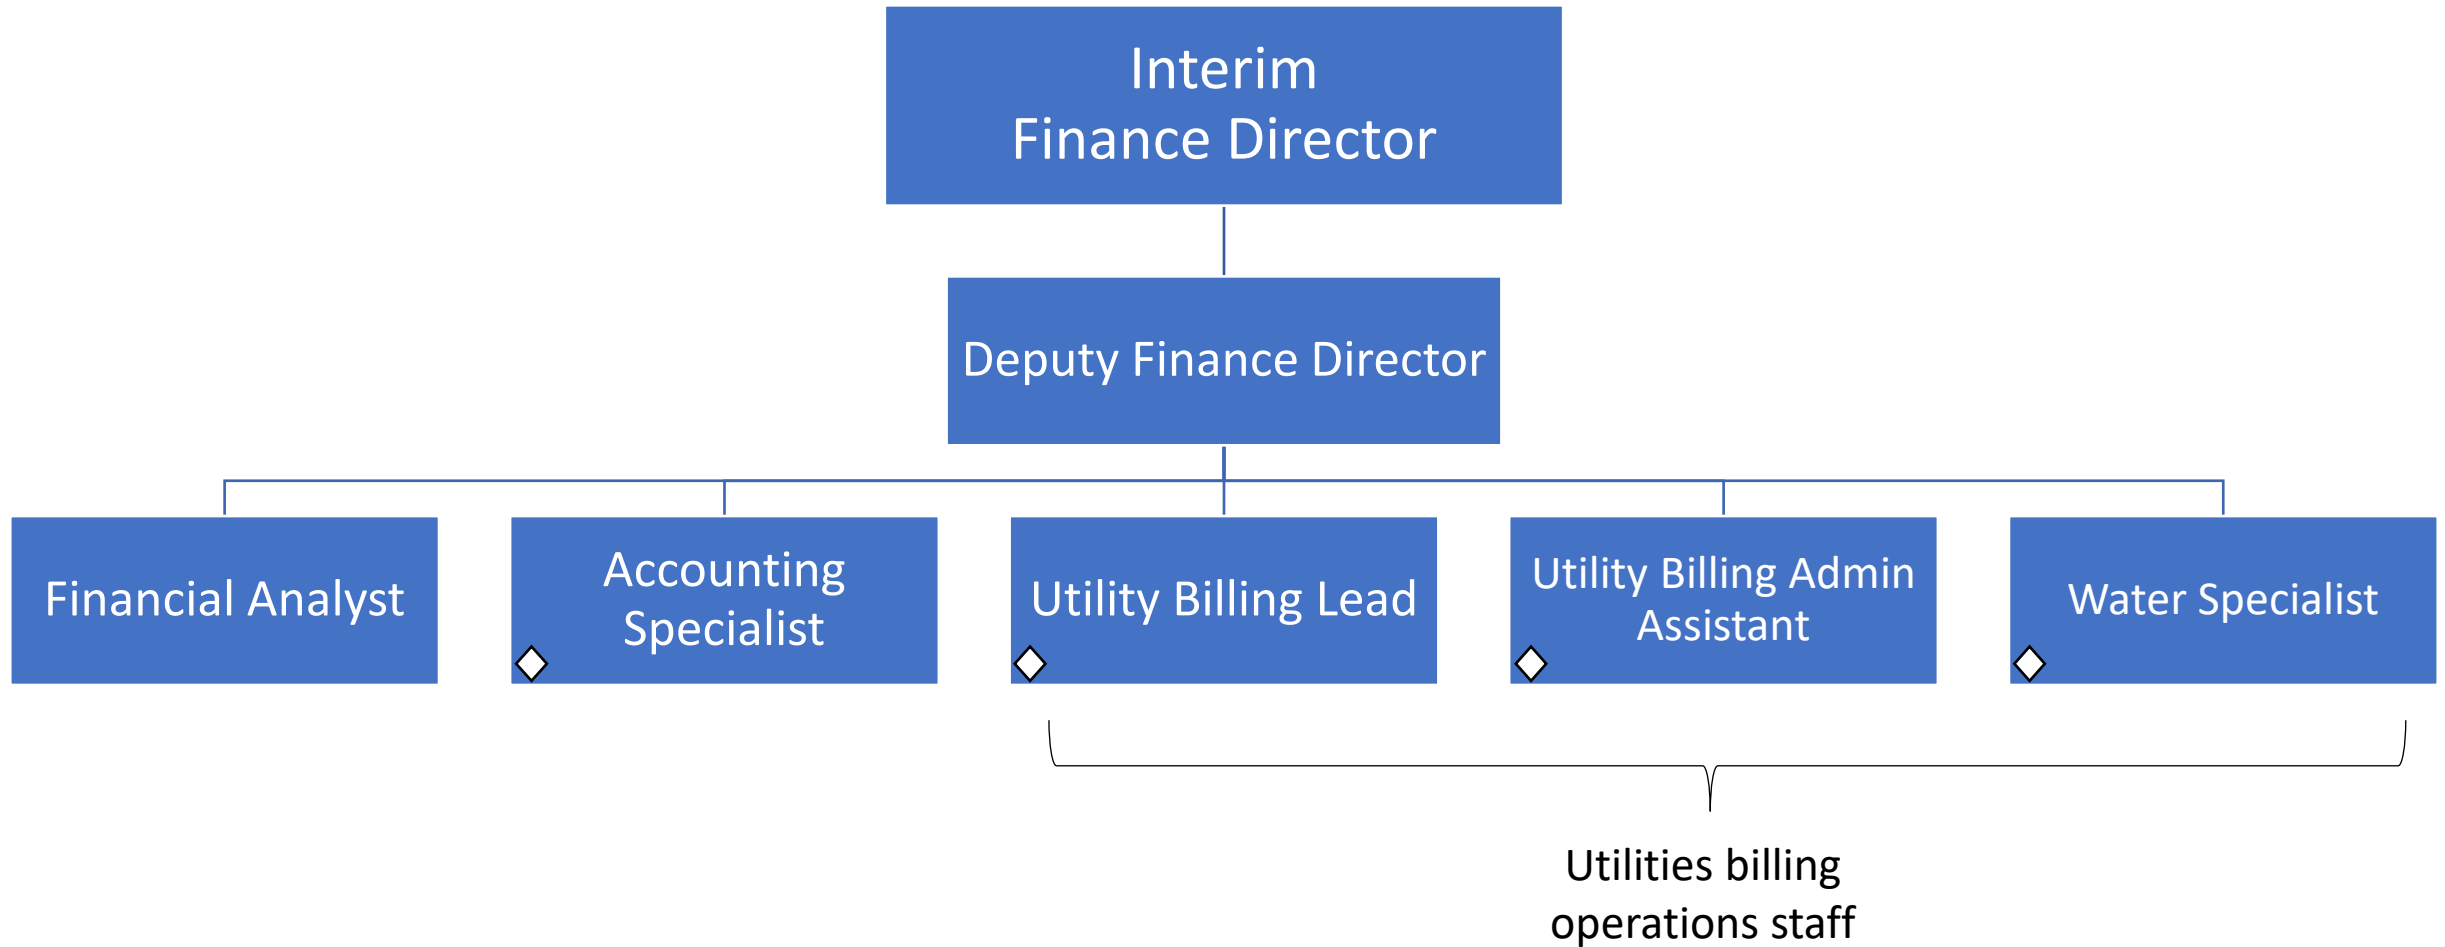 Interim
Finance Director
Deputy Finance Director
Financial Analyst
Accounting
Specialist
Utility Billing Lead
Utility Billing Admin
Assistant
Water Specialist
Utilities billing
operations staff